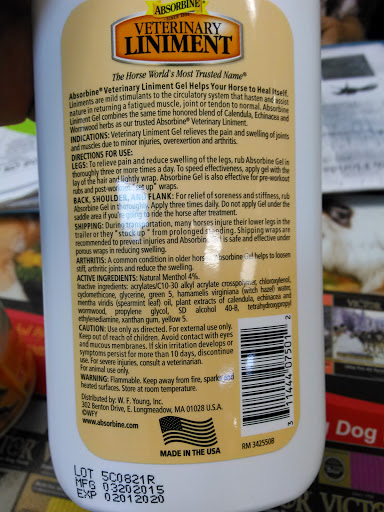 ABSORBINE®
VETERINARY
LINIMENT
The Horse World's Most Trusted Name®
Absorbine® Veterinary Liniment Gel Helps Your Horse to Heal Itself.
Liniments are mild stimulants to the circulatory system that hasten and assist
nature in returning a fatigued muscle, joint or tendon to normal. Absorbine
Liniment Gel combines the same time honored blend of Calendula, Echinacea and
Wormwood herbs as our trusted Absorbine® Veterinary Liniment.
INDICATIONS: Veterinary Liniment Gel relieves the pain and swelling of joints
and muscles due to minor injuries, overexertion and arthritis.
DIRECTIONS FOR USE:
LEGS: To relieve pain and reduce swelling of the legs, rub Absorbine Gel in
thoroughly three or more times a day. To speed effectiveness, apply gel with the
lay of the hair and lightly wrap. Absorbine Gel is also effective for pre-workout
rubs and post-workout up" wraps.
BACK, SHOULDER, AND FLANK: For relief of soreness and stiffness, rub
Absorbine Gel in thoroughly. Apply three times daily. Do not apply Gel under the
saddle area if you're going to ride the horse after treatment.
SHIPPING: During transportation, many horses injure their lower legs in the
trailer or they "stock up" from prolonged standing. Shipping wraps are
recommended to prevent injuries and Absorbine Gel is safe and effective under
porous wraps in reducing swelling.
ARTHRITIS: A common condition in older horses. Absorbine Gel helps to loosen
stiff, arthritic joints and reduce the swelling.
ACTIVE INGREDIENTS: Natural Menthol 4%.
Inactive ingredients: acrylates/C10-30 alkyl acrylate crosspolymer, chloroxylenol,
cyclomethicone, glycerine, green 5, hamamelis virginiana (witch hazel) water,
mentha viridis (spearmint leaf) oil, plant extracts of calendula, echinacea and
wormwood, propylene glycol, SD alcohol 40-B, tetrahydroxypropyl
ethylenediamine, xanthan gum, yellow 5.
CAUTION: Use only as directed. For external use only.
Keep out of reach of children. Avoid contact with eyes
and mucous membranes. If skin irritation develops or
symptoms persist for more than 10 days, discontinue
use. For severe injuries, consult a veterinarian.
For animal use only.
WARNING: Flammable. Keep away from fire, sparks and
heated surfaces. Store at room temperature.
Distributed by: W. F. Young, Inc.
302 Benton Drive, E. Longmeadow, MA 01028 U.S.A.
©WFY
www.absorbine.com
MADE IN THE USA
RM 342550B
3 11444 07501 2
LOT 5C0821R
MFG 03202015
EXP 02012020
Dog
VICTOR